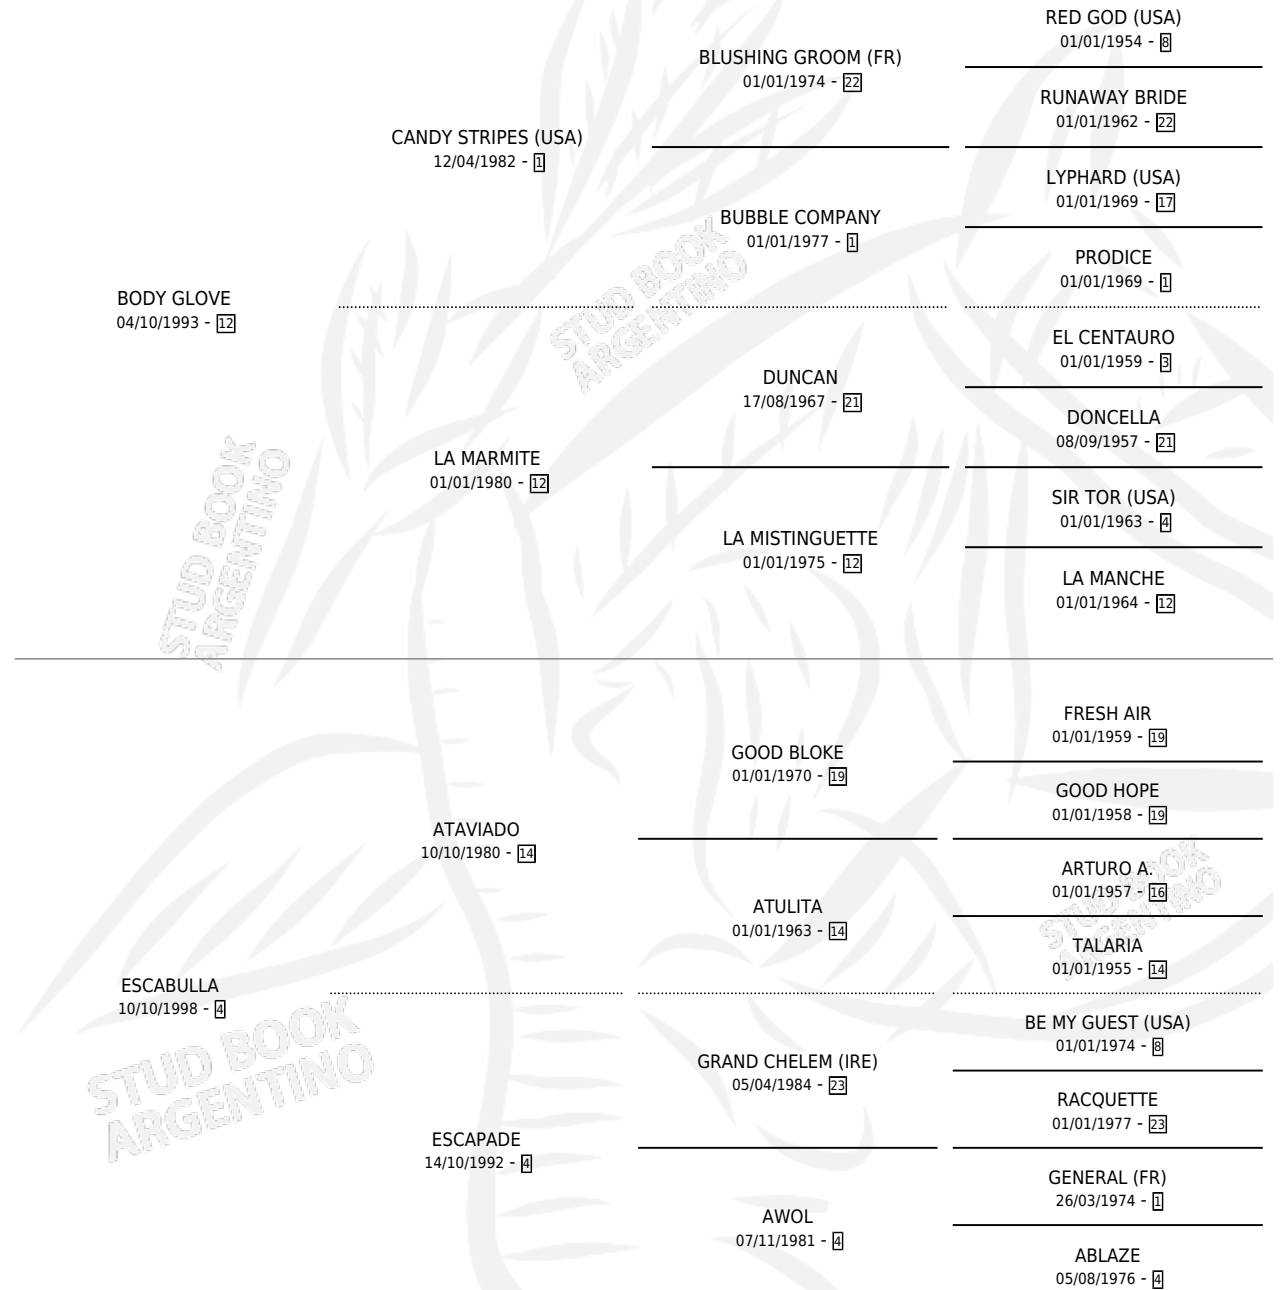 RED GOD (USA)
01/01/1954 - 8
BLUSHING GROOM (FR)
01/01/1974 - 22
RUNAWAY BRIDE
01/01/1962 - 22
CANDY STRIPES (USA)
12/04/1982 - 1
LYPHARD (USA)
01/01/1969 - 17
BUBBLE COMPANY
01/01/1977 - 1
PRODICE
01/01/1969 - 1
BODY GLOVE
04/10/1993 - 12
STUD BOOK
ARGENTINO
EL CENTAURO
01/01/1959 - 3
DUNCAN
17/08/1967 - 21
DONCELLA
08/09/1957 - 21
LA MARMITE
01/01/1980 - 12
SIR TOR (USA)
01/01/1963 - 4
LA MISTINGUETTE
01/01/1975 - 12
LA MANCHE
01/01/1964 - 12
STUD BOOK
ARGENTINO
FRESH AIR
01/01/1959 - 19
GOOD BLOKE
01/01/1970 - 19
GOOD HOPE
01/01/1958 - 19
ATAVIADO
10/10/1980 - 14
ARTURO A.
01/01/1957 - 16
ATULITA
01/01/1963 - 14
TALARIA
01/01/1955 - 14
STUD BOOK
ARGENTINO
ESCABULLA
10/10/1998 - 4
BE MY GUEST (USA)
01/01/1974 - 8
GRAND CHELEM (IRE)
05/04/1984 - 23
RACQUETTE
01/01/1977 - 23
STUD BOOK
ARGENTINO
ESCAPADE
14/10/1992 - 4
GENERAL (FR)
26/03/1974 - 1
AWOL
07/11/1981 - 4
ABLAZE
05/08/1976 - 4